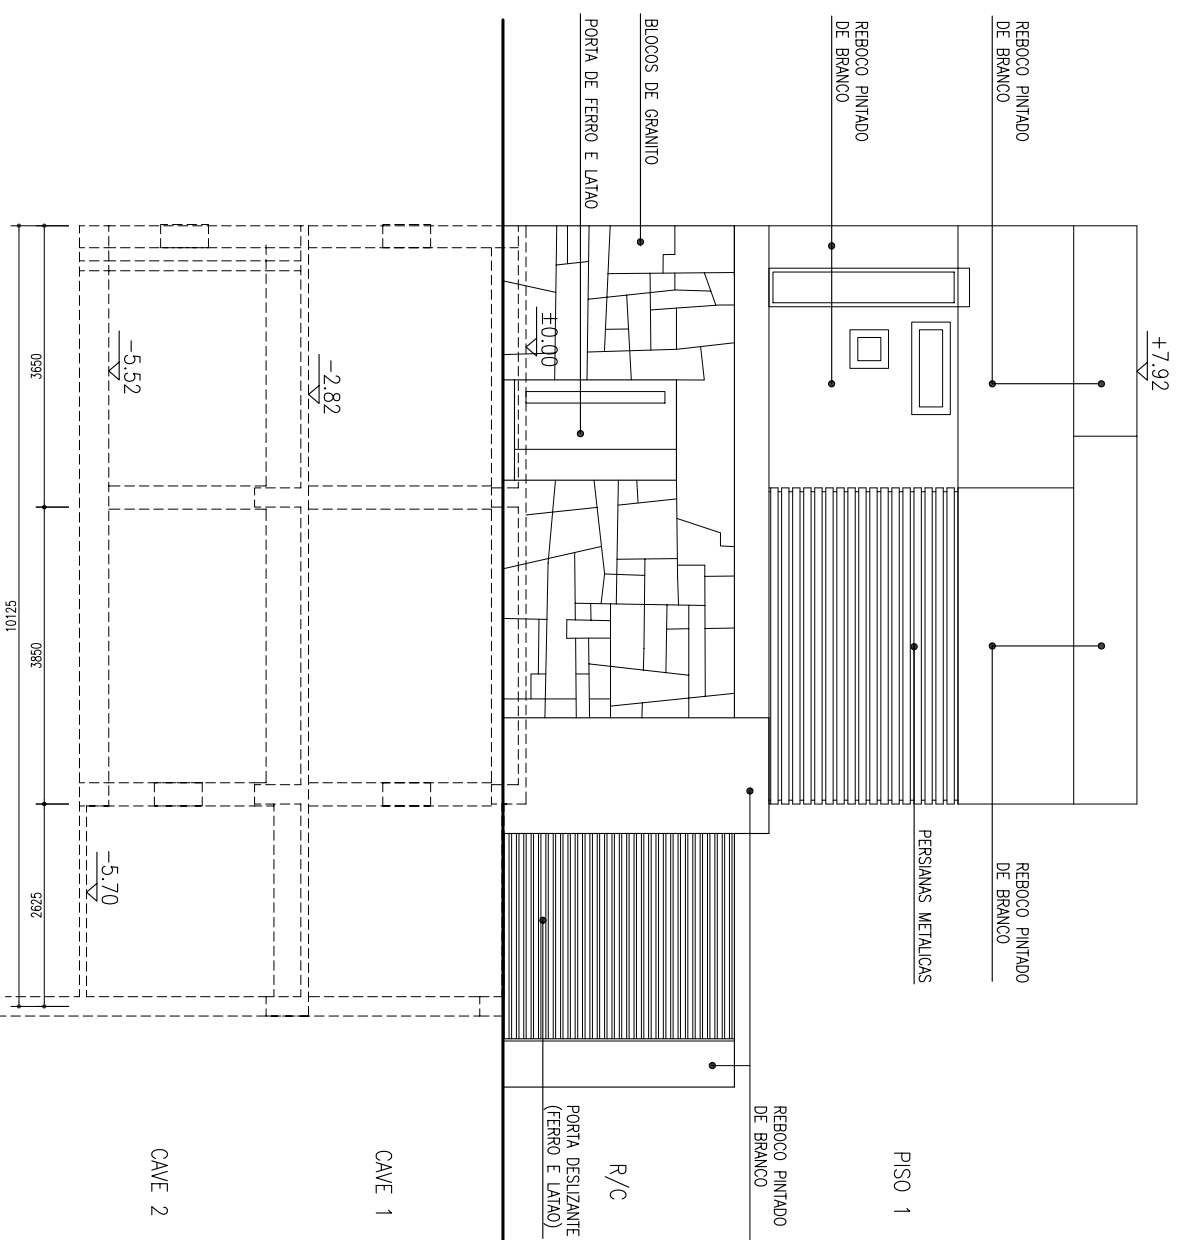 REBOCO PINTADO
DE BRANCO
REBOCO PINTADO
DE BRANCO
BLOCOS DE GRANITO
PORTA DE FERRO E LATAO
+7.92
±0.00
-2.82
-5.52
-5.70
3650
3850
2625
10125
REBOCO PINTADO
DE BRANCO
PERSIANAS METALICAS
REBOCO PINTADO
DE BRANCO
PORTA DESLIZANTE
(FERRO E LATAO)
PISO 1
R/C
CAVE 1
CAVE 2